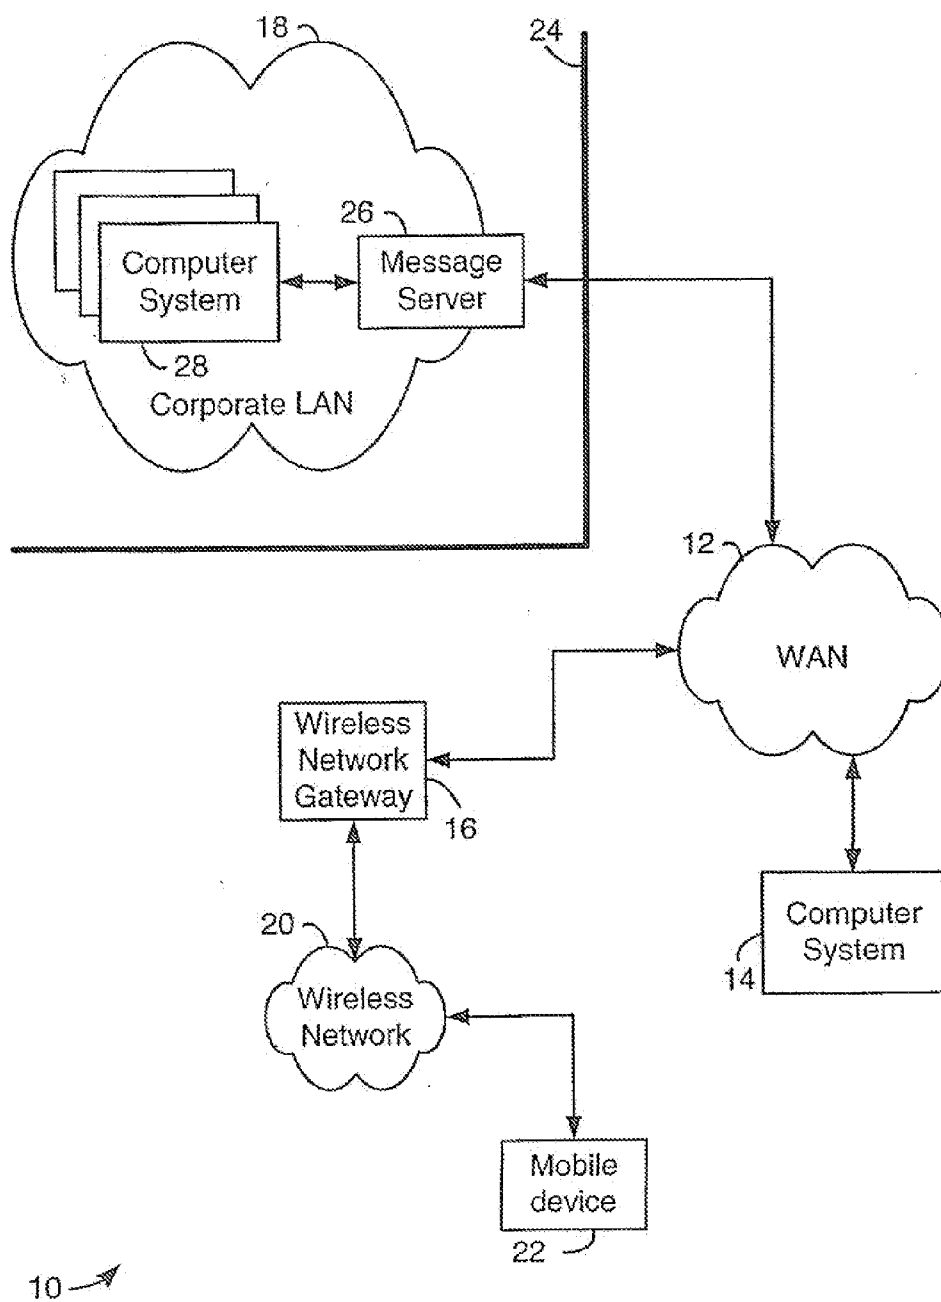 18
24
26
Computer
System
Message
Server
28
Corporate LAN
12
WAN
Wireless
Network
Gateway
16
20
Computer
System
14
Wireless
Network
Mobile
device
22
10